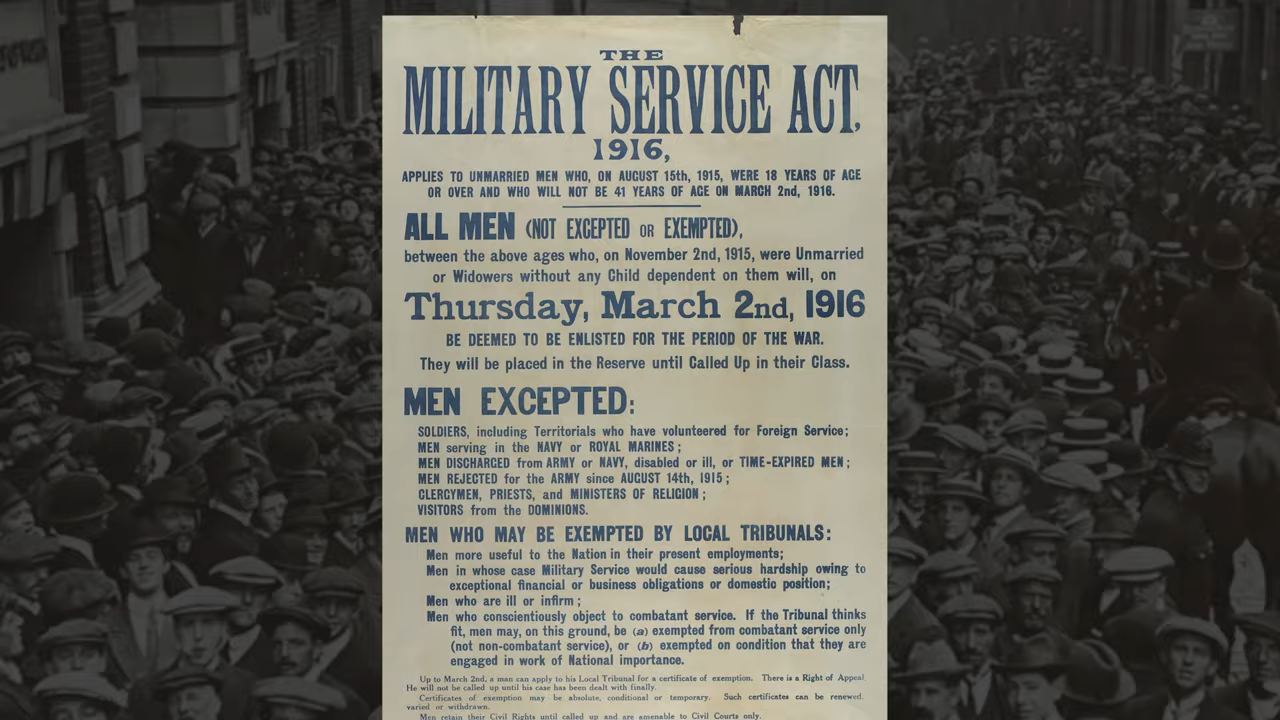 THE
MILITARY SERVICE ACT,
1916,
APPLIES TO UNMARRIED MEN WHO, ON AUGUST 15th, 1915, WERE 18 YEARS OF AGE
OR OVER AND WHO WILL NOT BE 41 YEARS OF AGE ON MARCH 2nd, 1916.
ALL MEN (NOT EXCEPTED OR EXEMPTED),
between the above ages who, on November 2nd, 1915, were Unmarried
or Widowers without any Child dependent on them will, on
Thursday, March 2nd, 1916
BE DEEMED TO BE ENLISTED FOR THE PERIOD OF THE WAR.
They will be placed in the Reserve until Called Up in their Class.
MEN EXCEPTED:
SOLDIERS, including Territorials who have volunteered for Foreign Service;
MEN serving in the NAVY or ROYAL MARINES;
MEN DISCHARGED from ARMY or NAVY, disabled or ill, or TIME-EXPIRED MEN;
MEN REJECTED for the ARMY since AUGUST 14th, 1915;
CLERGYMEN, PRIESTS, and MINISTERS OF RELIGION;
VISITORS from the DOMINIONS.
MEN WHO MAY BE EXEMPTED BY LOCAL TRIBUNALS:
Men more useful to the Nation in their present employments;
Men in whose case Military Service would cause serious hardship owing to
exceptional financial or business obligations or domestic position;
Men who are ill or infirm;
Men who conscientiously object to combatant service. If the Tribunal thinks
fit, men may, on this ground, be (a) exempted from combatant service only
(not non-combatant service), or (b) exempted on condition that they are
engaged in work of National importance.
Up to March 2nd, a man can apply to his Local Tribunal for a certificate of exemption. There is a Right of Appeal.
He will not be called up until his case has been dealt with finally.
Certificates of exemption may be absolute, conditional or temporary. Such certificates can be renewed,
varied or withdrawn.
Men retain their Civil Rights until called up and are amenable to Civil Courts only.